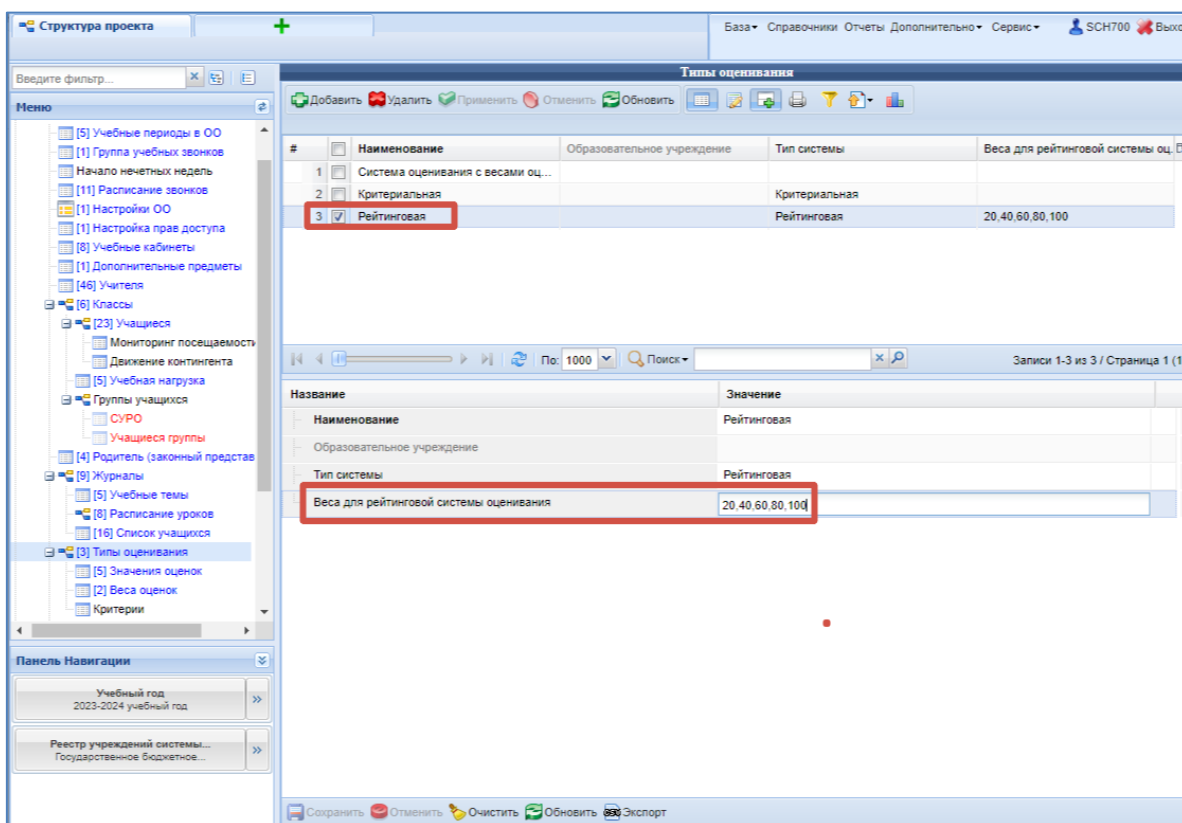 Структура проекта
База Справочники Отчеты Дополнительно Сервис SCH700 Выхо
Введите фильтр...
Меню
[5] Учебные периоды в ОО
[1] Группа учебных звонков
Начало нечетных недель
[11] Расписание звонков
[1] Настройки ОО
[1] Настройка прав доступа
[8] Учебные кабинеты
[1] Дополнительные предметы
[46] Учителя
[6] Классы
[23] Учащиеся
Мониторинг посещаемости
Движение контингента
[5] Учебная нагрузка
Группы учащихся
СУРО
Учащиеся группы
[4] Родитель (законный представ
[9] Журналы
[5] Учебные темы
[8] Расписание уроков
[16] Список учащихся
[3] Типы оценивания
[5] Значения оценок
[2] Веса оценок
Критерии
Панель Навигации
Учебный год
2023-2024 учебный год
Реестр учреждений системы...
Государственное бюджетное...
Типы оценивания
Добавить Удалить Применить Отменить Обновить
# Наименование Образовательное учреждение Тип системы Веса для рейтинговой системы оц.
1 Система оценивания с весами оц...
2 Критериальная Критериальная
3 Рейтинговая Рейтинговая 20,40,60,80,100
По: 1000 Поиск Записи 1-3 из 3 / Страница 1 (1
Название Значение
Наименование Рейтинговая
Образовательное учреждение
Тип системы Рейтинговая
Веса для рейтинговой системы оценивания 20,40,60,80,100
Сохранить Отменить Очистить Обновить Экспорт